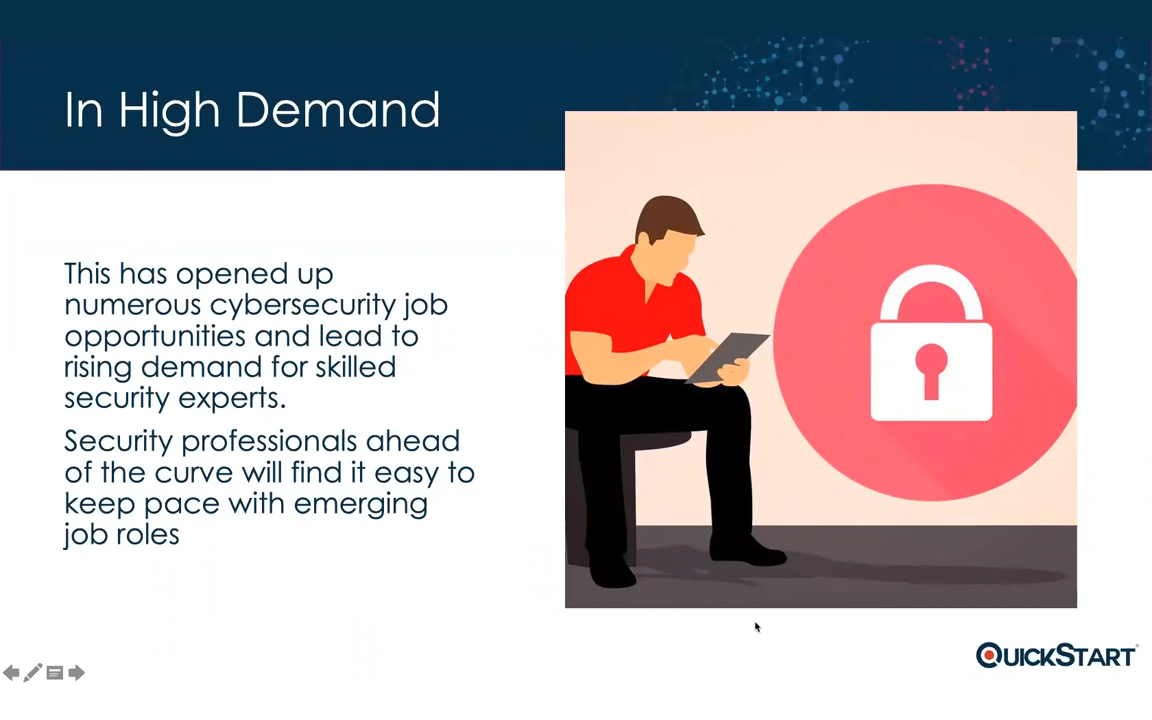 In High Demand
This has opened up
numerous cybersecurity job
opportunities and lead to
rising demand for skilled
security experts.
Security professionals ahead
of the curve will find it easy to
keep pace with emerging
job roles
QUICKSTART